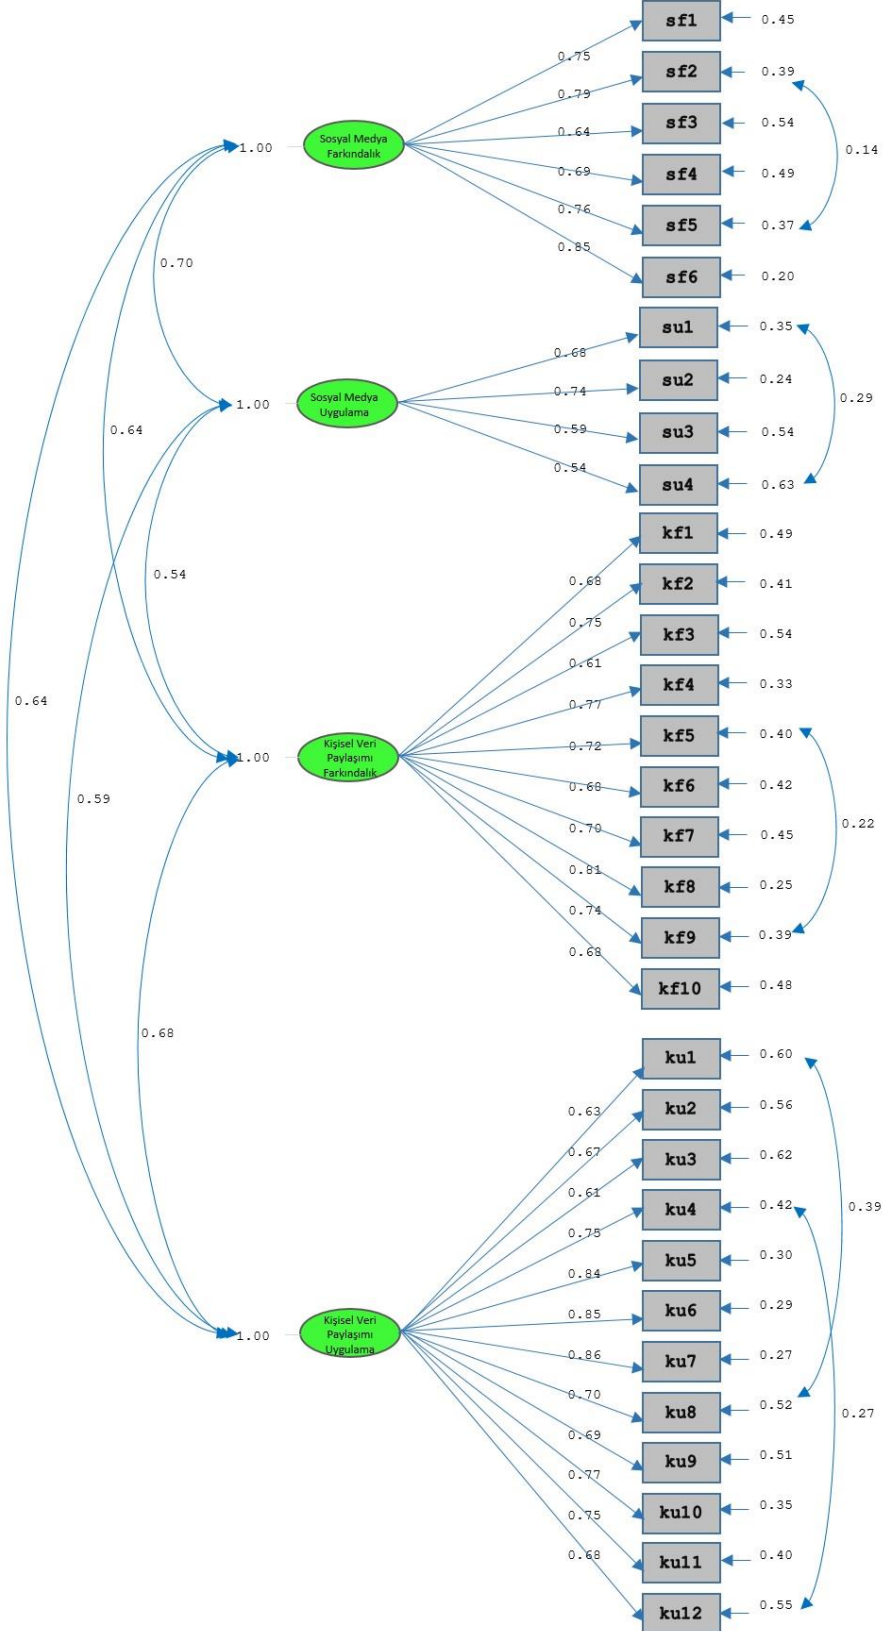 sf1
0.45
0.75
sf2
0.39
0.79
sf3
0.54
0.64
0.14
1.00
Sosyal Medya
Farkındalık
sf4
0.49
0.69
sf5
0.37
0.76
sf6
0.20
0.85
0.70
su1
0.35
0.68
su2
0.24
0.74
0.29
1.00
Sosyal Medya
Uygulama
su3
0.54
0.59
su4
0.63
0.54
0.64
kf1
0.49
0.68
kf2
0.41
0.75
0.54
kf3
0.54
0.61
kf4
0.33
0.77
0.64
kf5
0.40
0.72
1.00
Kişisel Veri
Paylaşımı
Farkındalık
kf6
0.42
0.68
0.59
kf7
0.45
0.70
0.22
kf8
0.25
0.81
kf9
0.39
0.74
kf10
0.48
0.68
0.68
ku1
0.60
0.63
ku2
0.56
0.67
ku3
0.62
0.61
ku4
0.42
0.75
0.39
ku5
0.30
0.84
ku6
0.29
0.85
1.00
Kişisel Veri
Paylaşımı
Uygulama
ku7
0.27
0.86
ku8
0.52
0.70
0.27
ku9
0.51
0.69
ku10
0.35
0.77
ku11
0.40
0.75
ku12
0.55
0.68